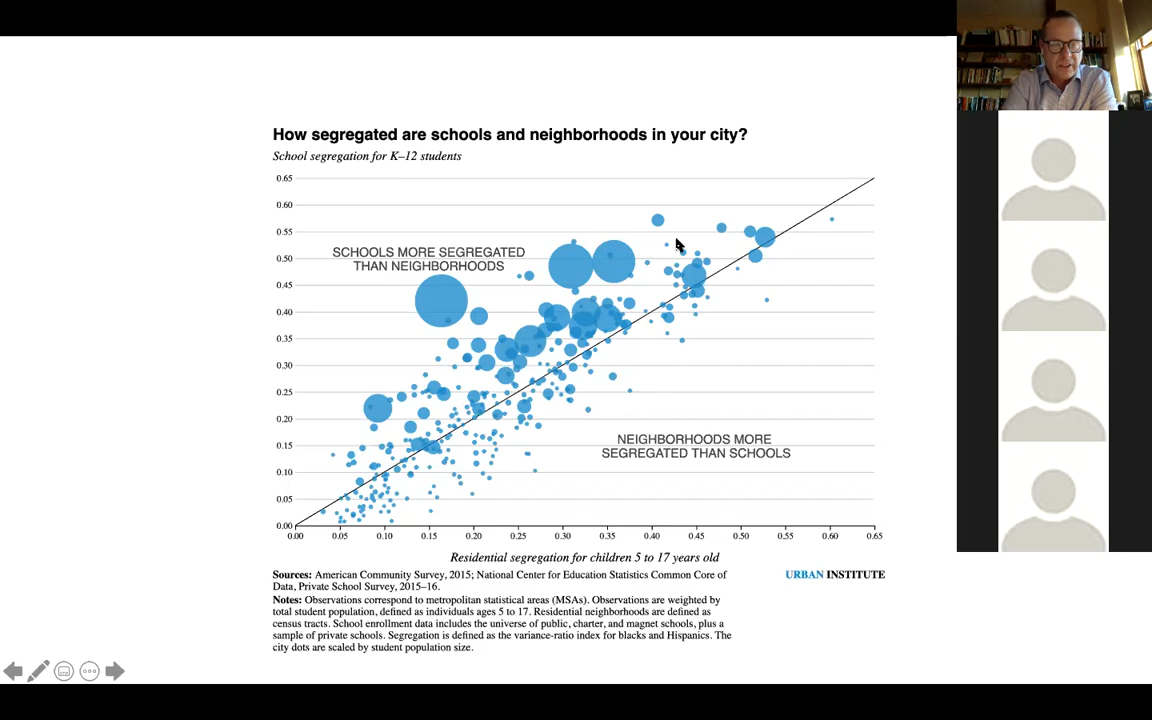 How segregated are schools and neighborhoods in your city?
School segregation for K–12 students
0.65
0.60
0.55
0.50
0.45
0.40
0.35
0.30
0.25
0.20
0.15
0.10
0.05
0.00
SCHOOLS MORE SEGREGATED
THAN NEIGHBORHOODS
NEIGHBORHOODS MORE
SEGREGATED THAN SCHOOLS
0.00 0.05 0.10 0.15 0.20 0.25 0.30 0.35 0.40 0.45 0.50 0.55 0.60 0.65
Residential segregation for children 5 to 17 years old
Sources: American Community Survey, 2015; National Center for Education Statistics Common Core of
Data, Private School Survey, 2015–16.
URBAN INSTITUTE
Notes: Observations correspond to metropolitan statistical areas (MSAs). Observations are weighted by
total student population, defined as individuals ages 5 to 17. Residential neighborhoods are defined as
census tracts. School enrollment data includes the universe of public, charter, and magnet schools, plus a
sample of private schools. Segregation is defined as the variance-ratio index for blacks and Hispanics. The
city dots are scaled by student population size.